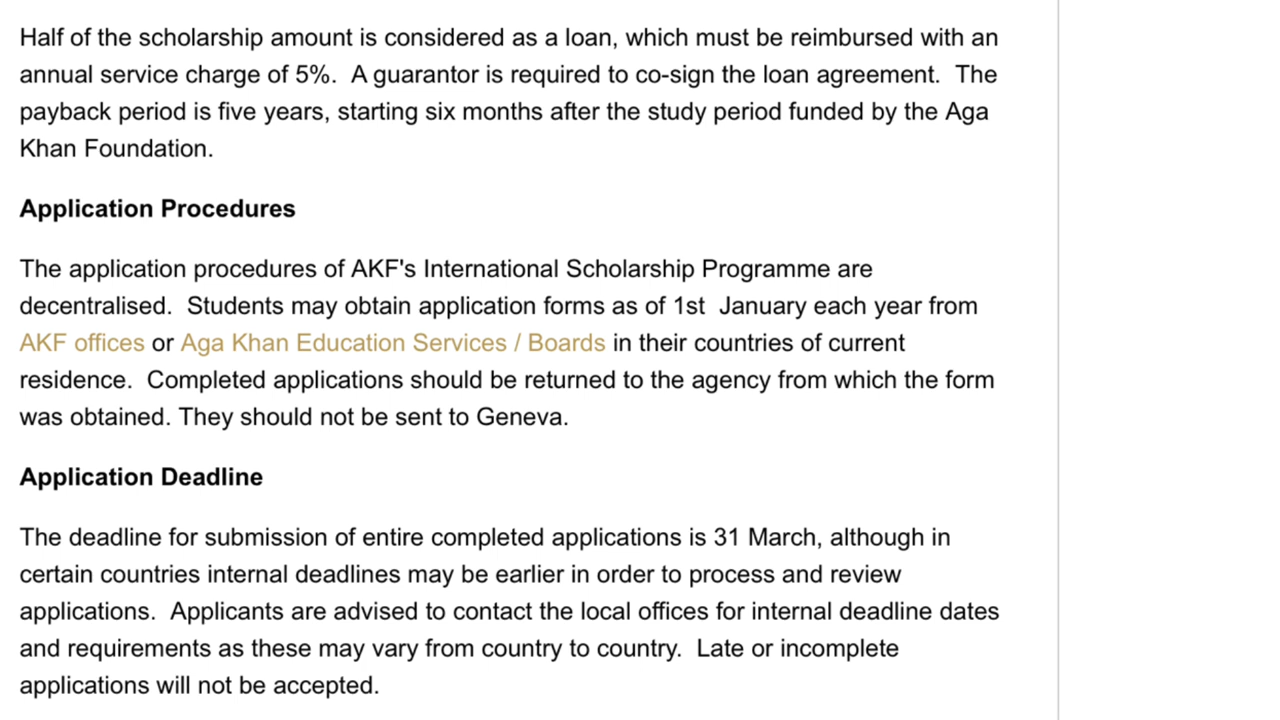 Half of the scholarship amount is considered as a loan, which must be reimbursed with an
annual service charge of 5%.  A guarantor is required to co-sign the loan agreement.  The
payback period is five years, starting six months after the study period funded by the Aga
Khan Foundation.
Application Procedures
The application procedures of AKF's International Scholarship Programme are
decentralised.  Students may obtain application forms as of 1st  January each year from
AKF offices or Aga Khan Education Services / Boards in their countries of current
residence.  Completed applications should be returned to the agency from which the form
was obtained. They should not be sent to Geneva.
Application Deadline
The deadline for submission of entire completed applications is 31 March, although in
certain countries internal deadlines may be earlier in order to process and review
applications.  Applicants are advised to contact the local offices for internal deadline dates
and requirements as these may vary from country to country.  Late or incomplete
applications will not be accepted.